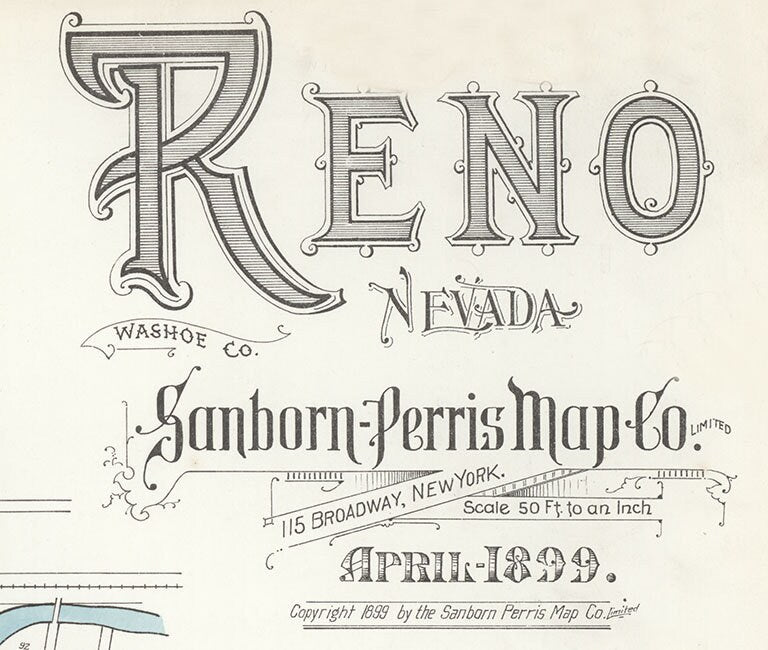 RENO
NEVADA
WASHOE CO.
Sanborn-Perris Map Co. LIMITED
115 BROADWAY, NEW YORK.
Scale 50 Ft. to an Inch
APRIL-1899.
Copyright 1899 by the Sanborn Perris Map Co. Limited
92